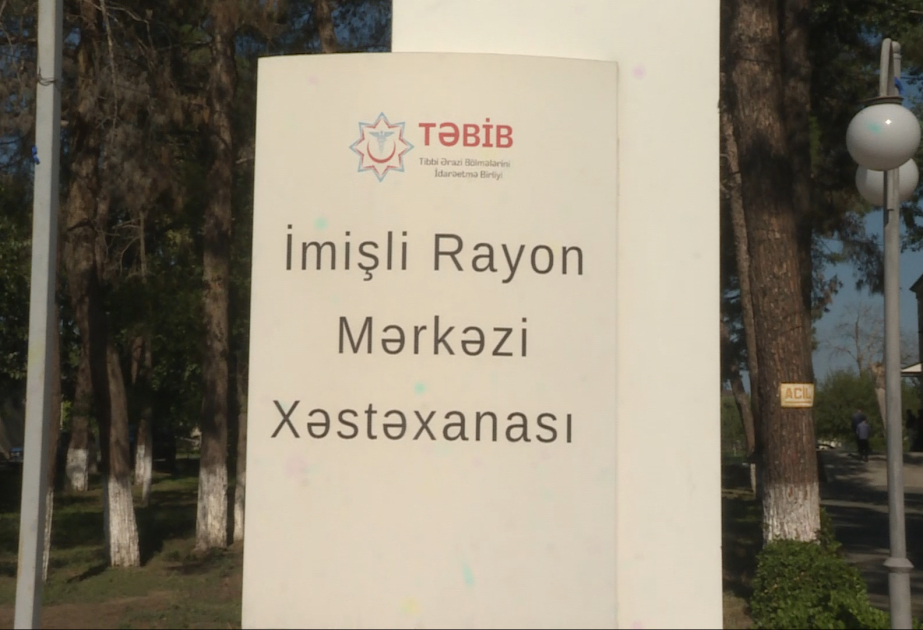 TƏBİB
Tibbi Ərazi Bölmələrini
İdarəetmə Birliyi
İmişli Rayon
Mərkəzi
Xəstəxanası
ACİL